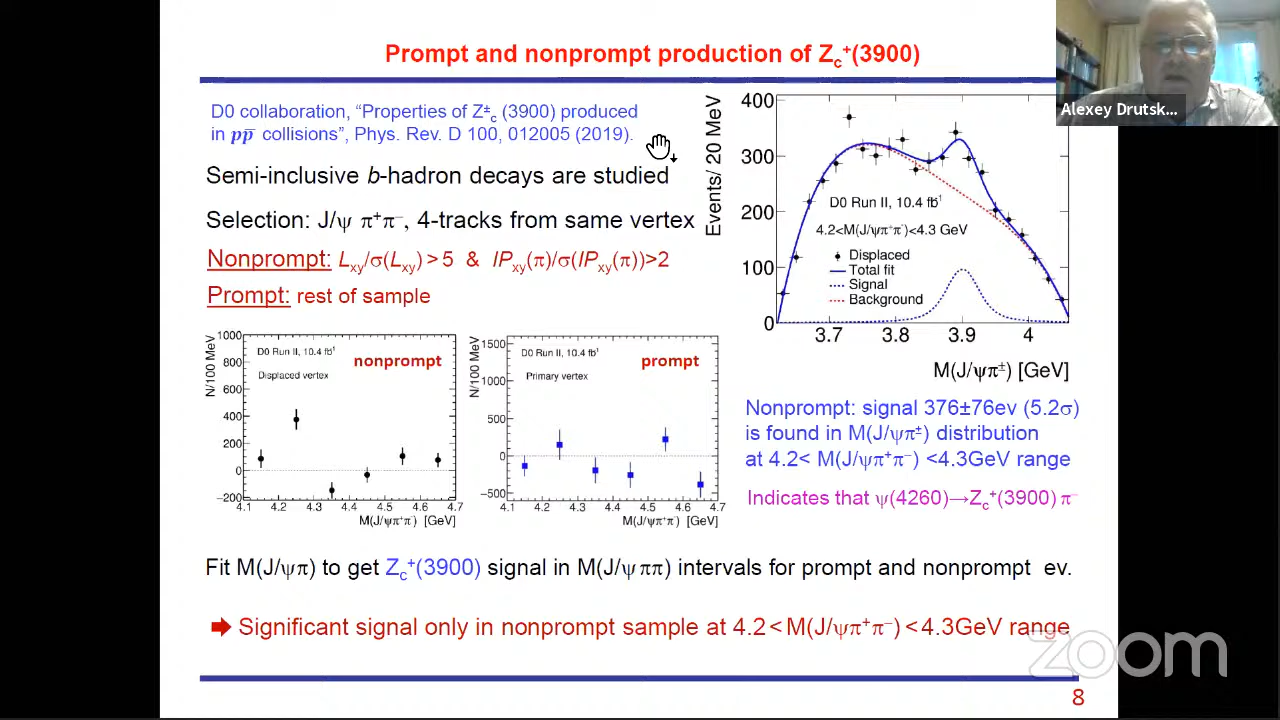 Prompt and nonprompt production of Zc+(3900)
D0 collaboration, “Properties of Z±c (3900) produced
in pp̅ collisions”, Phys. Rev. D 100, 012005 (2019).
Semi-inclusive b-hadron decays are studied
Selection: J/ψ π+π−, 4-tracks from same vertex
Nonprompt: Lxy/σ(Lxy) > 5 & IPxy(π)/σ(IPxy(π))>2
Prompt: rest of sample
Alexey Drutsk...
Events/ 20 MeV
400
300
200
100
0
D0 Run II, 10.4 fb-1
4.2<M(J/ψπ+π-)<4.3 GeV
Displaced
Total fit
Signal
Background
3.7 3.8 3.9 4
M(J/ψπ±) [GeV]
N/100 MeV
1000
800
600
400
200
0
−200
D0 Run II, 10.4 fb-1
nonprompt
Displaced vertex
4.1 4.2 4.3 4.4 4.5 4.6 4.7
M(J/ψπ+π-) [GeV]
N/100 MeV
1500
1000
500
0
−500
D0 Run II, 10.4 fb-1
prompt
Primary vertex
4.1 4.2 4.3 4.4 4.5 4.6 4.7
M(J/ψπ+π-) [GeV]
Nonprompt: signal 376±76ev (5.2σ)
is found in M(J/ψπ±) distribution
at 4.2< M(J/ψπ+π−) <4.3GeV range
Indicates that ψ(4260)→Zc+(3900) π−
Fit M(J/ψπ) to get Zc+(3900) signal in M(J/ψππ) intervals for prompt and nonprompt ev.
Significant signal only in nonprompt sample at 4.2 < M(J/ψπ+π−) < 4.3GeV range
zoom
8